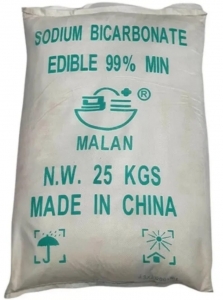 SODIUM BICARBONATE
EDIBLE 99% MIN
®
MALAN
N.W. 25 KGS
MADE IN CHINA